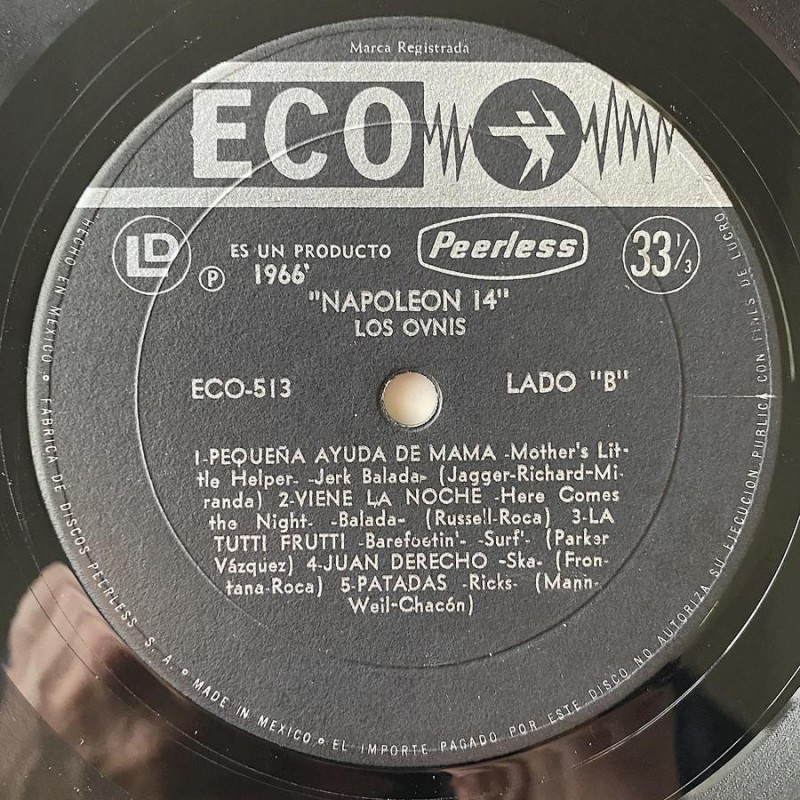 Marca Registrada
ECO
LD
ES UN PRODUCTO
Peerless
33⅓
℗ 1966'
"NAPOLEON 14"
LOS OVNIS
ECO-513
LADO "B"
1-PEQUEÑA AYUDA DE MAMA -Mother's Lit-
tle Helper- -Jerk Balada- (Jagger-Richard-Mi-
randa) 2-VIENE LA NOCHE -Here Comes
the Night- -Balada- (Russell-Roca) 3-LA
TUTTI FRUTTI -Barefootin'- -Surf'- (Parker
Vázquez) 4-JUAN DERECHO -Ska- (Fron-
tana-Roca) 5-PATADAS -Ricks- (Mann-
Weil-Chacón)
HECHO EN MEXICO • FABRICA DE DISCOS PEERLESS S. A. • MADE IN MEXICO • EL IMPORTE PAGADO POR ESTE DISCO NO AUTORIZA SU EJECUCION PUBLICA CON FINES DE LUCRO